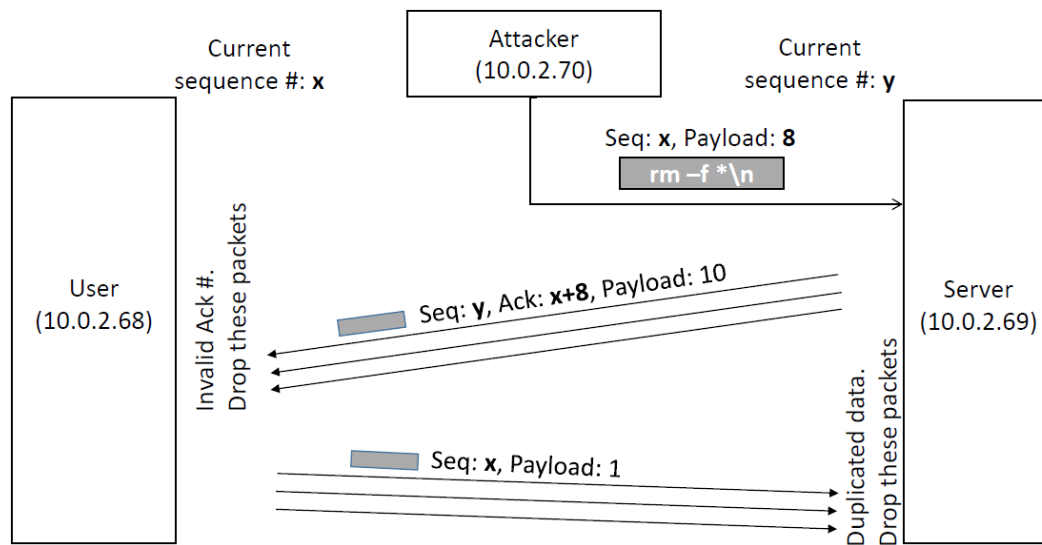 Current
sequence #: x
Attacker
(10.0.2.70)
Current
sequence #: y
Seq: x, Payload: 8
rm –f *\n
User
(10.0.2.68)
Invalid Ack #.
Drop these packets
Seq: y, Ack: x+8, Payload: 10
Server
(10.0.2.69)
Seq: x, Payload: 1
Duplicated data.
Drop these packets